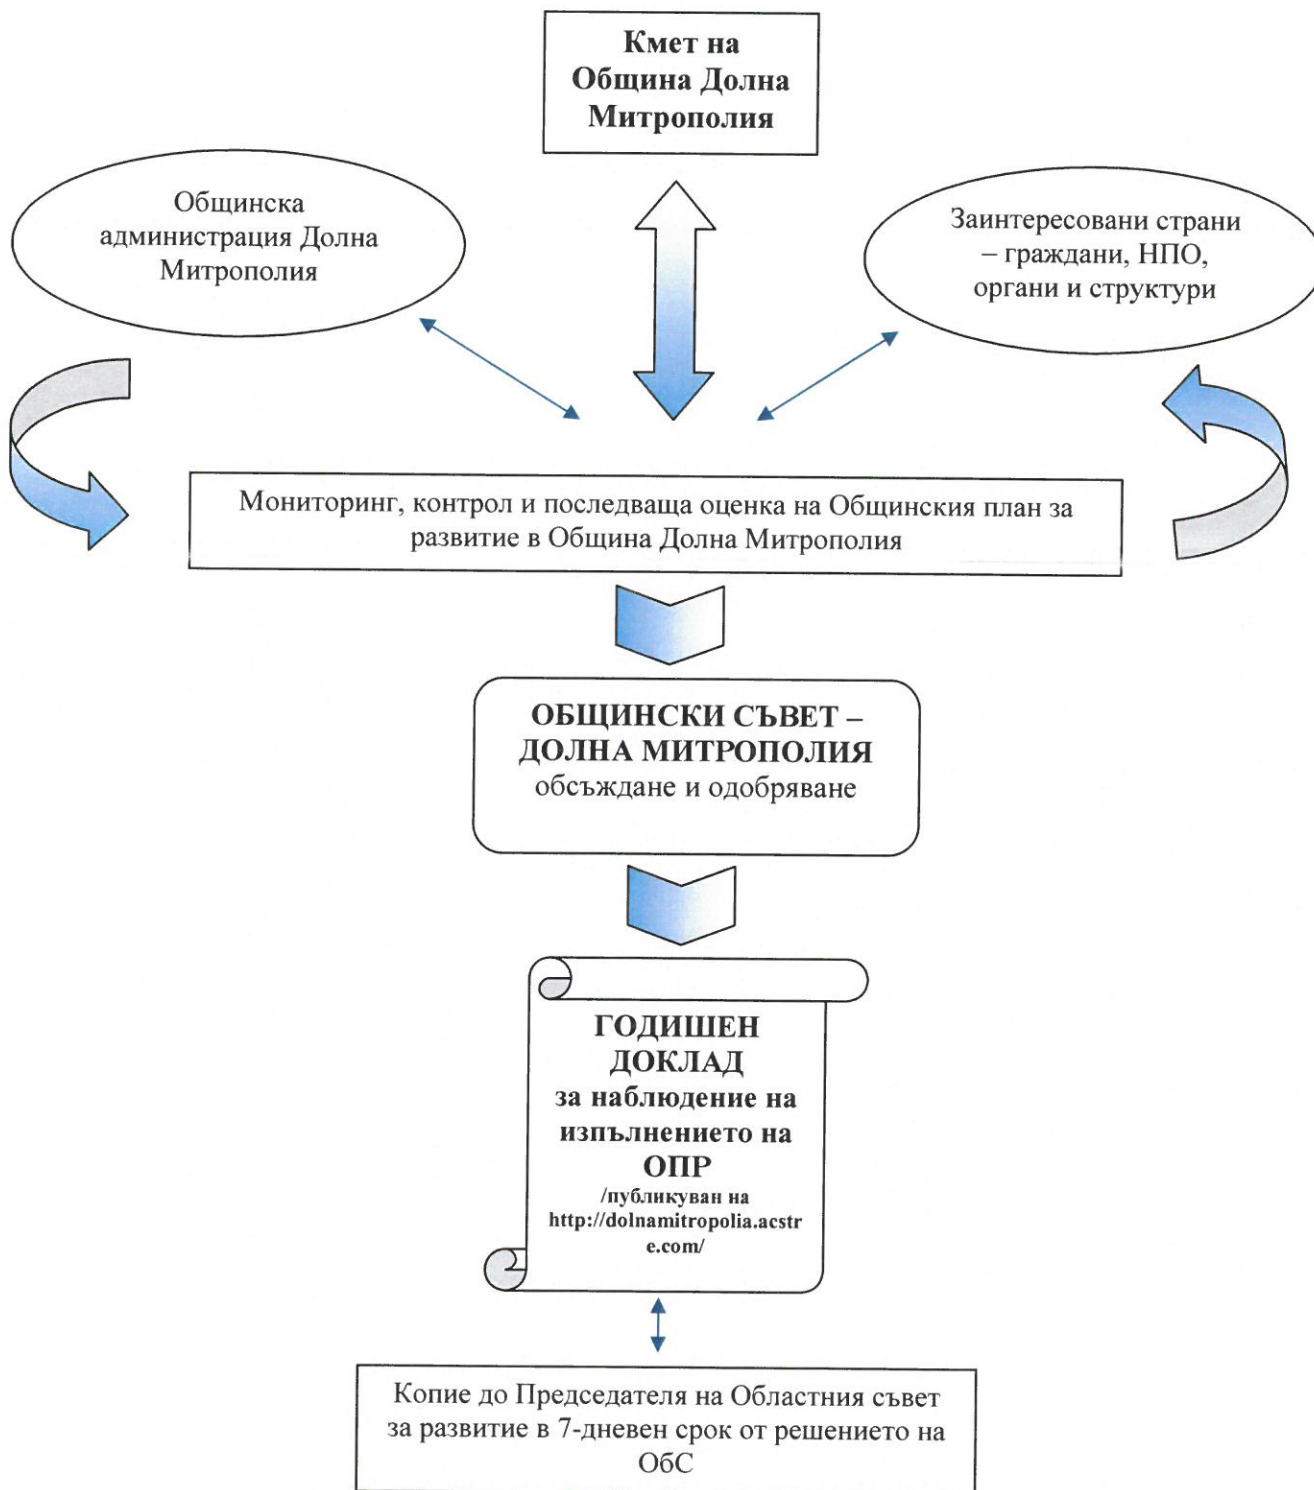 Кмет на
Община Долна
Митрополия
Общинска
администрация Долна
Митрополия
Заинтересовани страни
– граждани, НПО,
органи и структури
Мониторинг, контрол и последваща оценка на Общинския план за
развитие в Община Долна Митрополия
ОБЩИНСКИ СЪВЕТ –
ДОЛНА МИТРОПОЛИЯ
обсъждане и одобряване
ГОДИШЕН
ДОКЛАД
за наблюдение на
изпълнението на
ОПР
/публикуван на
http://dolnamitropolia.acstr
e.com/
Копие до Председателя на Областния съвет
за развитие в 7-дневен срок от решението на
ОбС